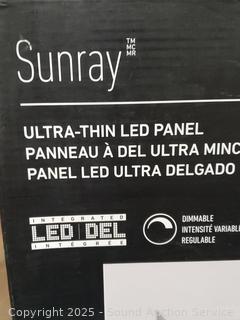 Sunray TM MC MR
ULTRA-THIN LED PANEL
PANNEAU À DEL ULTRA MINC
PANEL LED ULTRA DELGADO
INTEGRATED
LED DEL
INTÉGRÉE
DIMMABLE
INTENSITÉ VARIABLE
REGULABLE
Copyright 2025 - Sound Auction Service